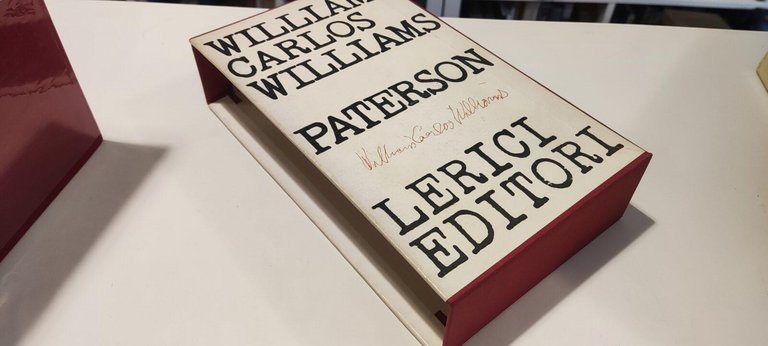 WILLIAM
CARLOS
WILLIAMS
PATERSON
William Carlos Williams
LERICI
EDITORI